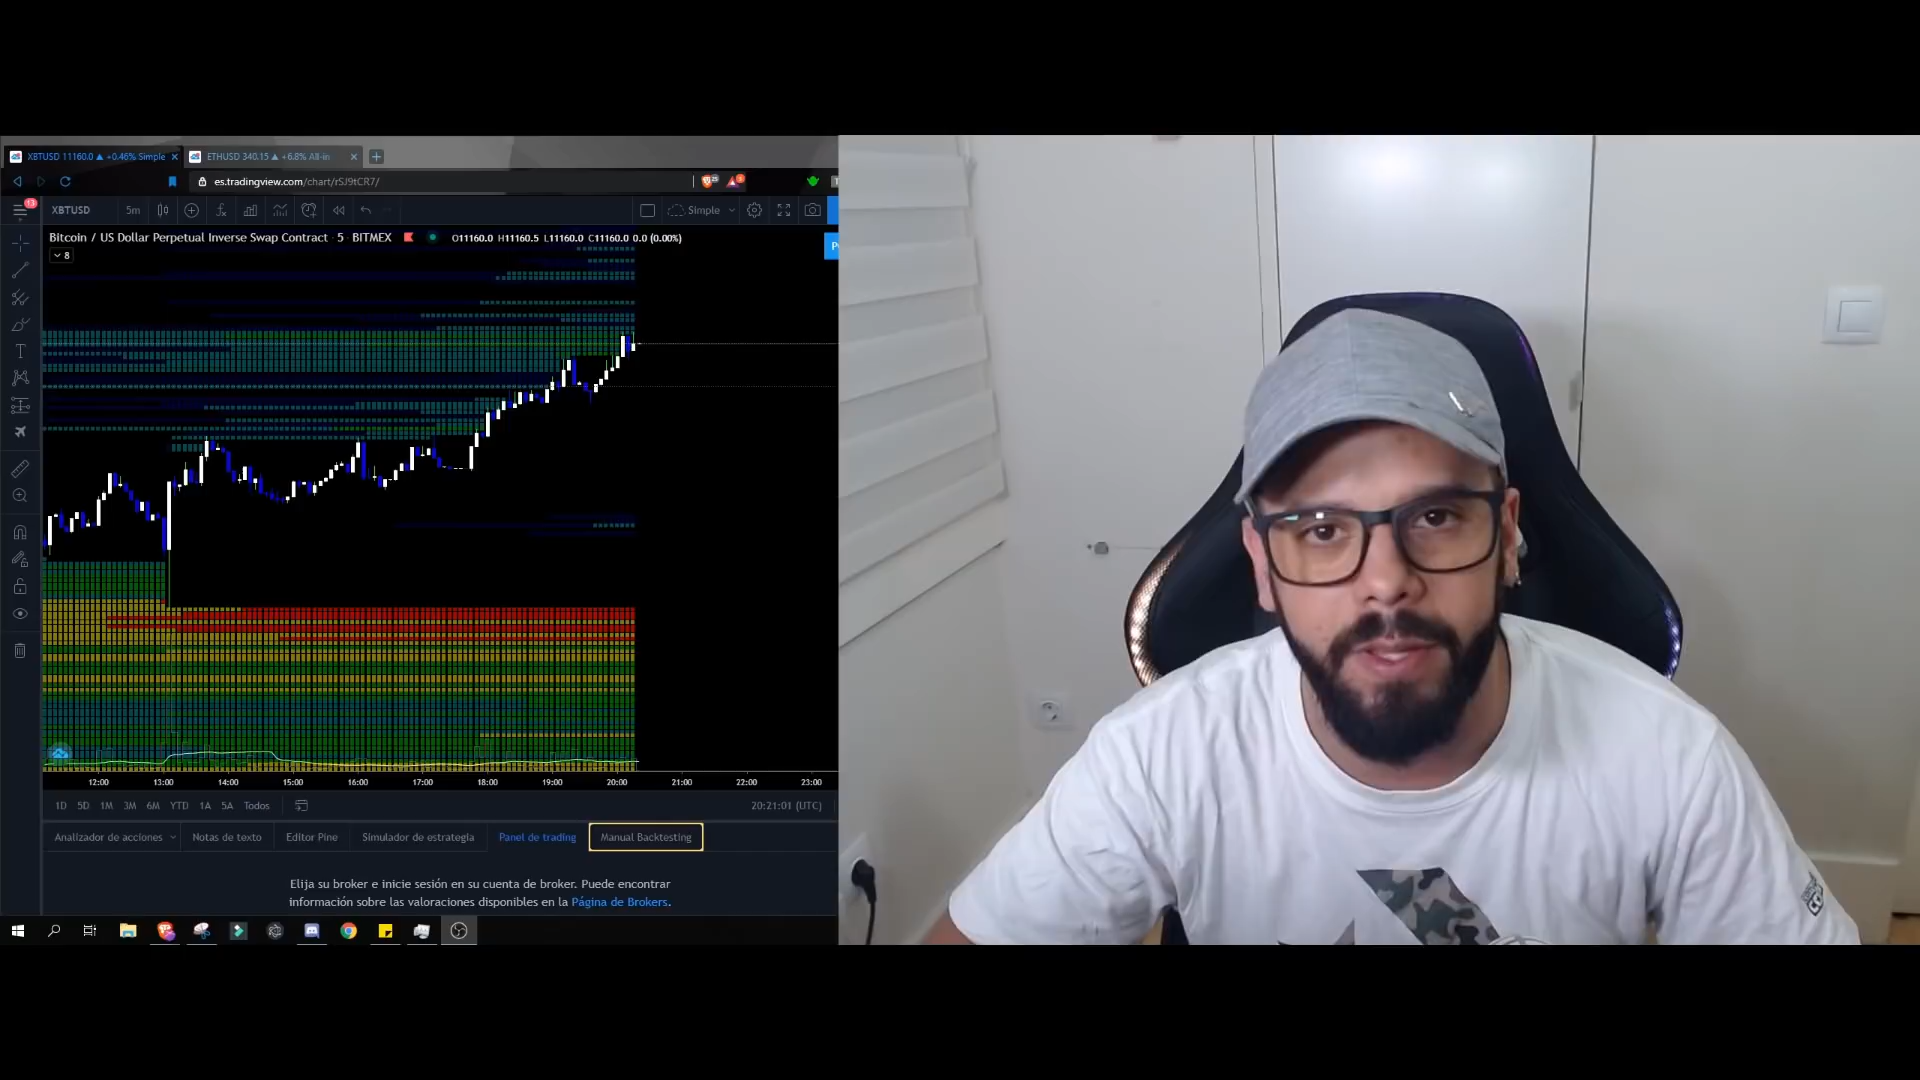 XBTUSD 11160.0 ▲ +0.46% Simple
ETHUSD 340.15 ▲ +6.8% All-in
es.tradingview.com/chart/rSJ9tCR7/
25
13
XBTUSD 5m Simple
Bitcoin / US Dollar Perpetual Inverse Swap Contract · 5 · BITMEX O11160.0 H11160.5 L11160.0 C11160.0 0.0 (0.00%)
8
12:00 13:00 14:00 15:00 16:00 17:00 18:00 19:00 20:00 21:00 22:00 23:00
1D 5D 1M 3M 6M YTD 1A 5A Todos 20:21:01 (UTC)
Analizador de acciones Notas de texto Editor Pine Simulador de estrategia Panel de trading Manual Backtesting
Elija su broker e inicie sesión en su cuenta de broker. Puede encontrar
información sobre las valoraciones disponibles en la Página de Brokers.